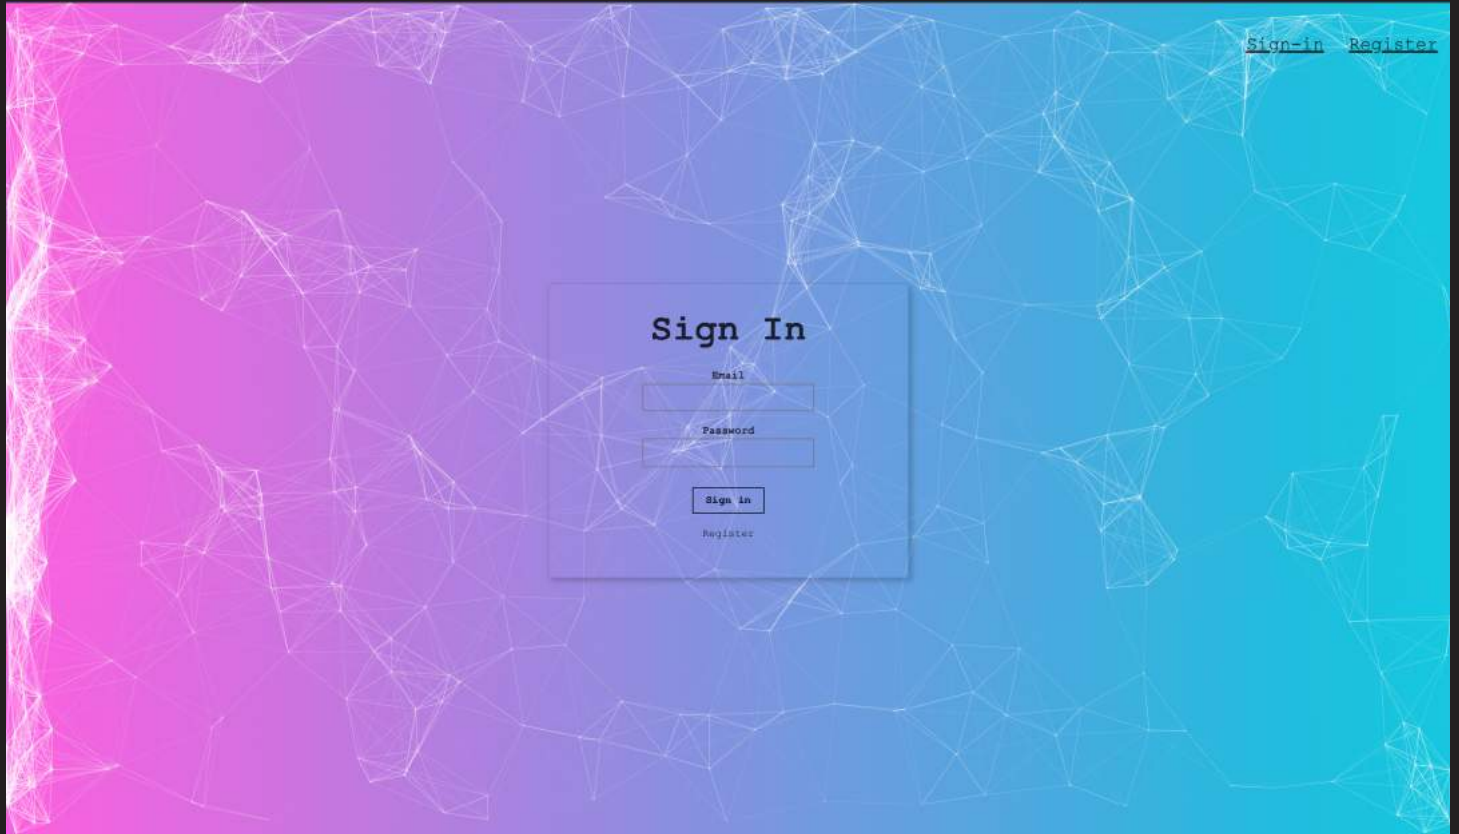 Sign-in Register
Sign In
Email
Password
Sign in
Register